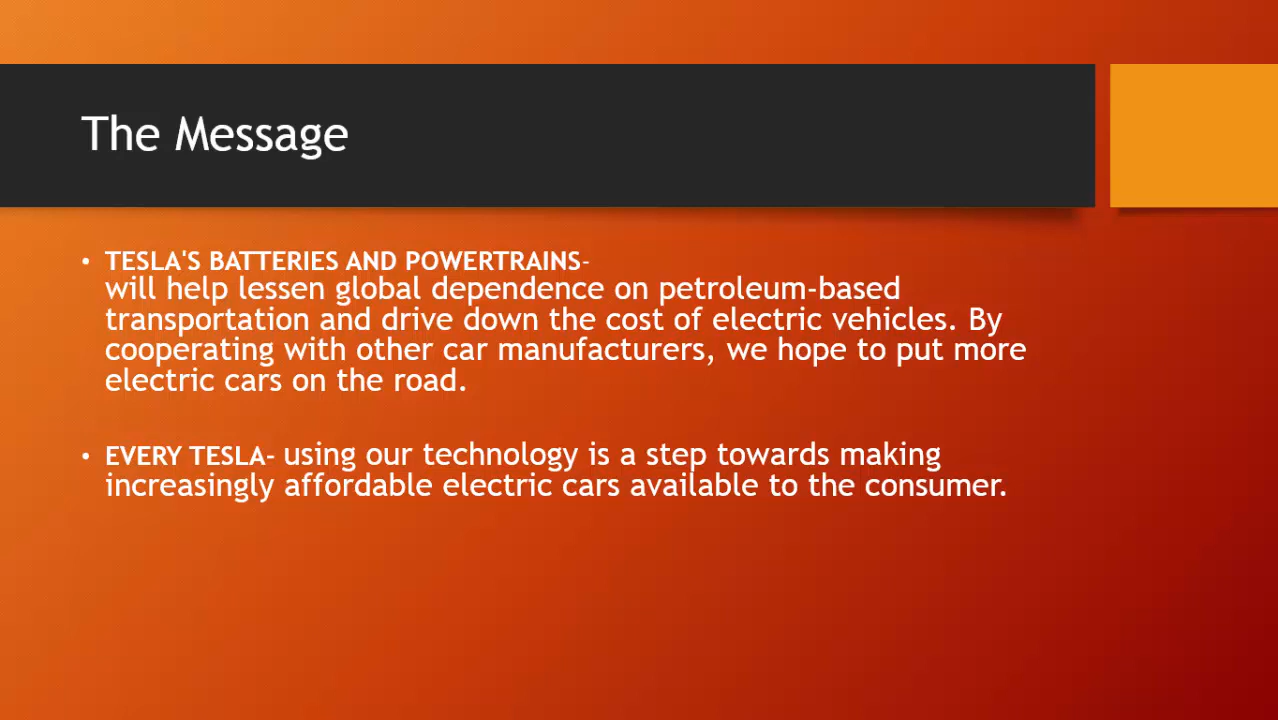 The Message
• TESLA'S BATTERIES AND POWERTRAINS-
will help lessen global dependence on petroleum-based
transportation and drive down the cost of electric vehicles. By
cooperating with other car manufacturers, we hope to put more
electric cars on the road.
• EVERY TESLA- using our technology is a step towards making
increasingly affordable electric cars available to the consumer.